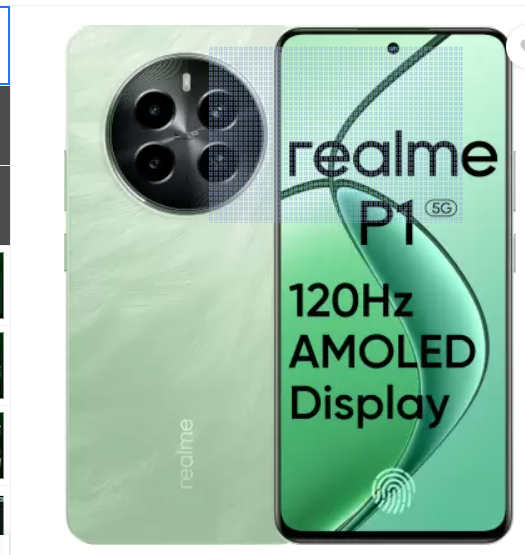 realme
P1 5G
120Hz
AMOLED
Display
realme